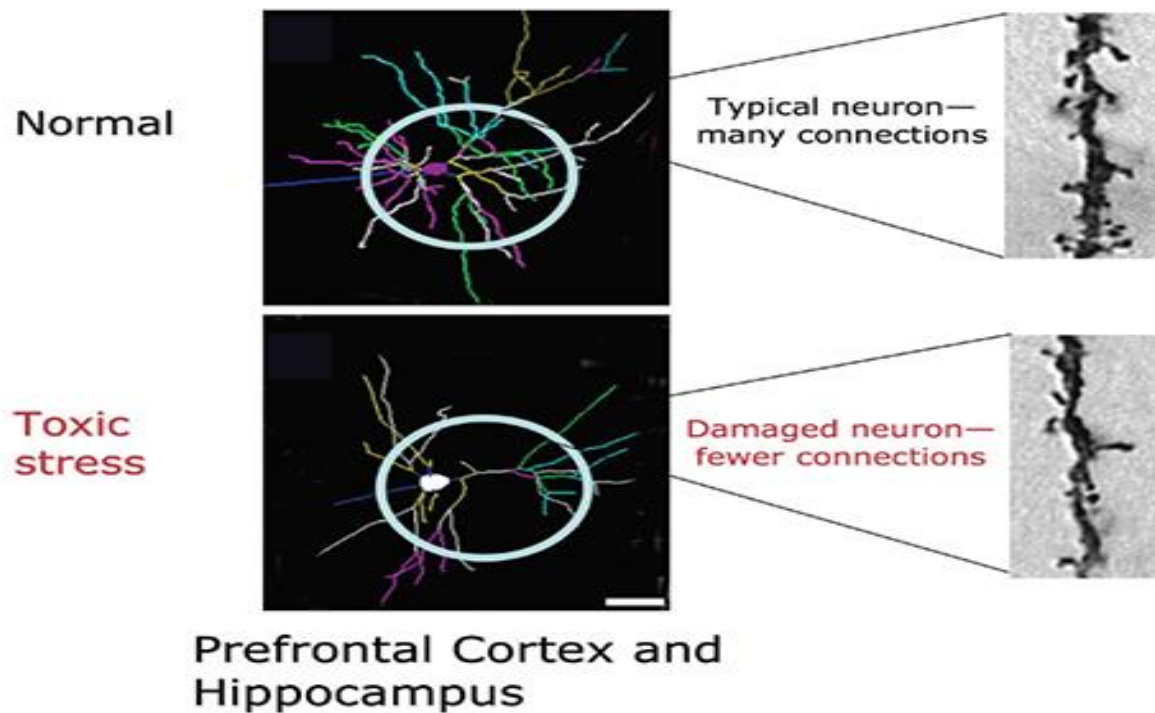 Normal
Typical neuron—
many connections
Toxic
stress
Damaged neuron—
fewer connections
Prefrontal Cortex and
Hippocampus